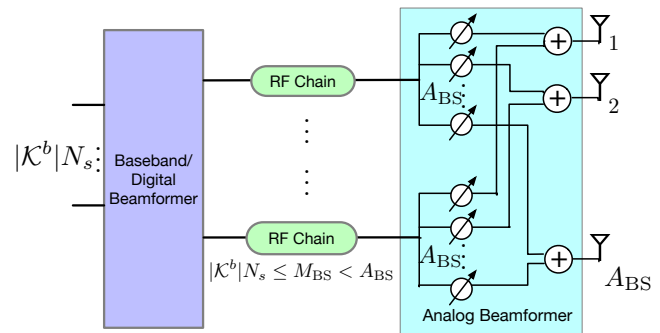 1
RF Chain
A_BS
2
|𝒦^b|N_s
Baseband/
Digital
Beamformer
RF Chain
A_BS
|𝒦^b|N_s ≤ M_BS < A_BS
A_BS
Analog Beamformer